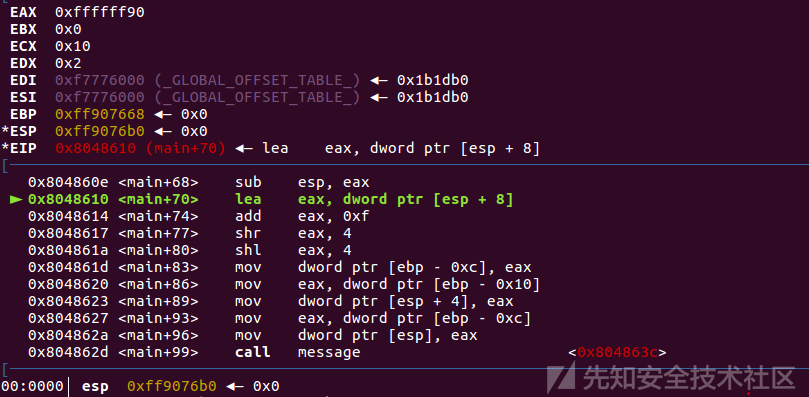 EAX 0xffffff90
EBX 0x0
ECX 0x10
EDX 0x2
EDI 0xf7776000 (_GLOBAL_OFFSET_TABLE_) ◂— 0x1b1db0
ESI 0xf7776000 (_GLOBAL_OFFSET_TABLE_) ◂— 0x1b1db0
EBP 0xff907668 ◂— 0x0
*ESP 0xff9076b0 ◂— 0x0
*EIP 0x8048610 (main+70) ◂— lea eax, dword ptr [esp + 8]
[
0x804860e <main+68> sub esp, eax
► 0x8048610 <main+70> lea eax, dword ptr [esp + 8]
0x8048614 <main+74> add eax, 0xf
0x8048617 <main+77> shr eax, 4
0x804861a <main+80> shl eax, 4
0x804861d <main+83> mov dword ptr [ebp - 0xc], eax
0x8048620 <main+86> mov eax, dword ptr [ebp - 0x10]
0x8048623 <main+89> mov dword ptr [esp + 4], eax
0x8048627 <main+93> mov eax, dword ptr [ebp - 0xc]
0x804862a <main+96> mov dword ptr [esp], eax
0x804862d <main+99> call message <0x804863c>
[
00:0000│ esp 0xff9076b0 ◂— 0x0
先知安全技术社区